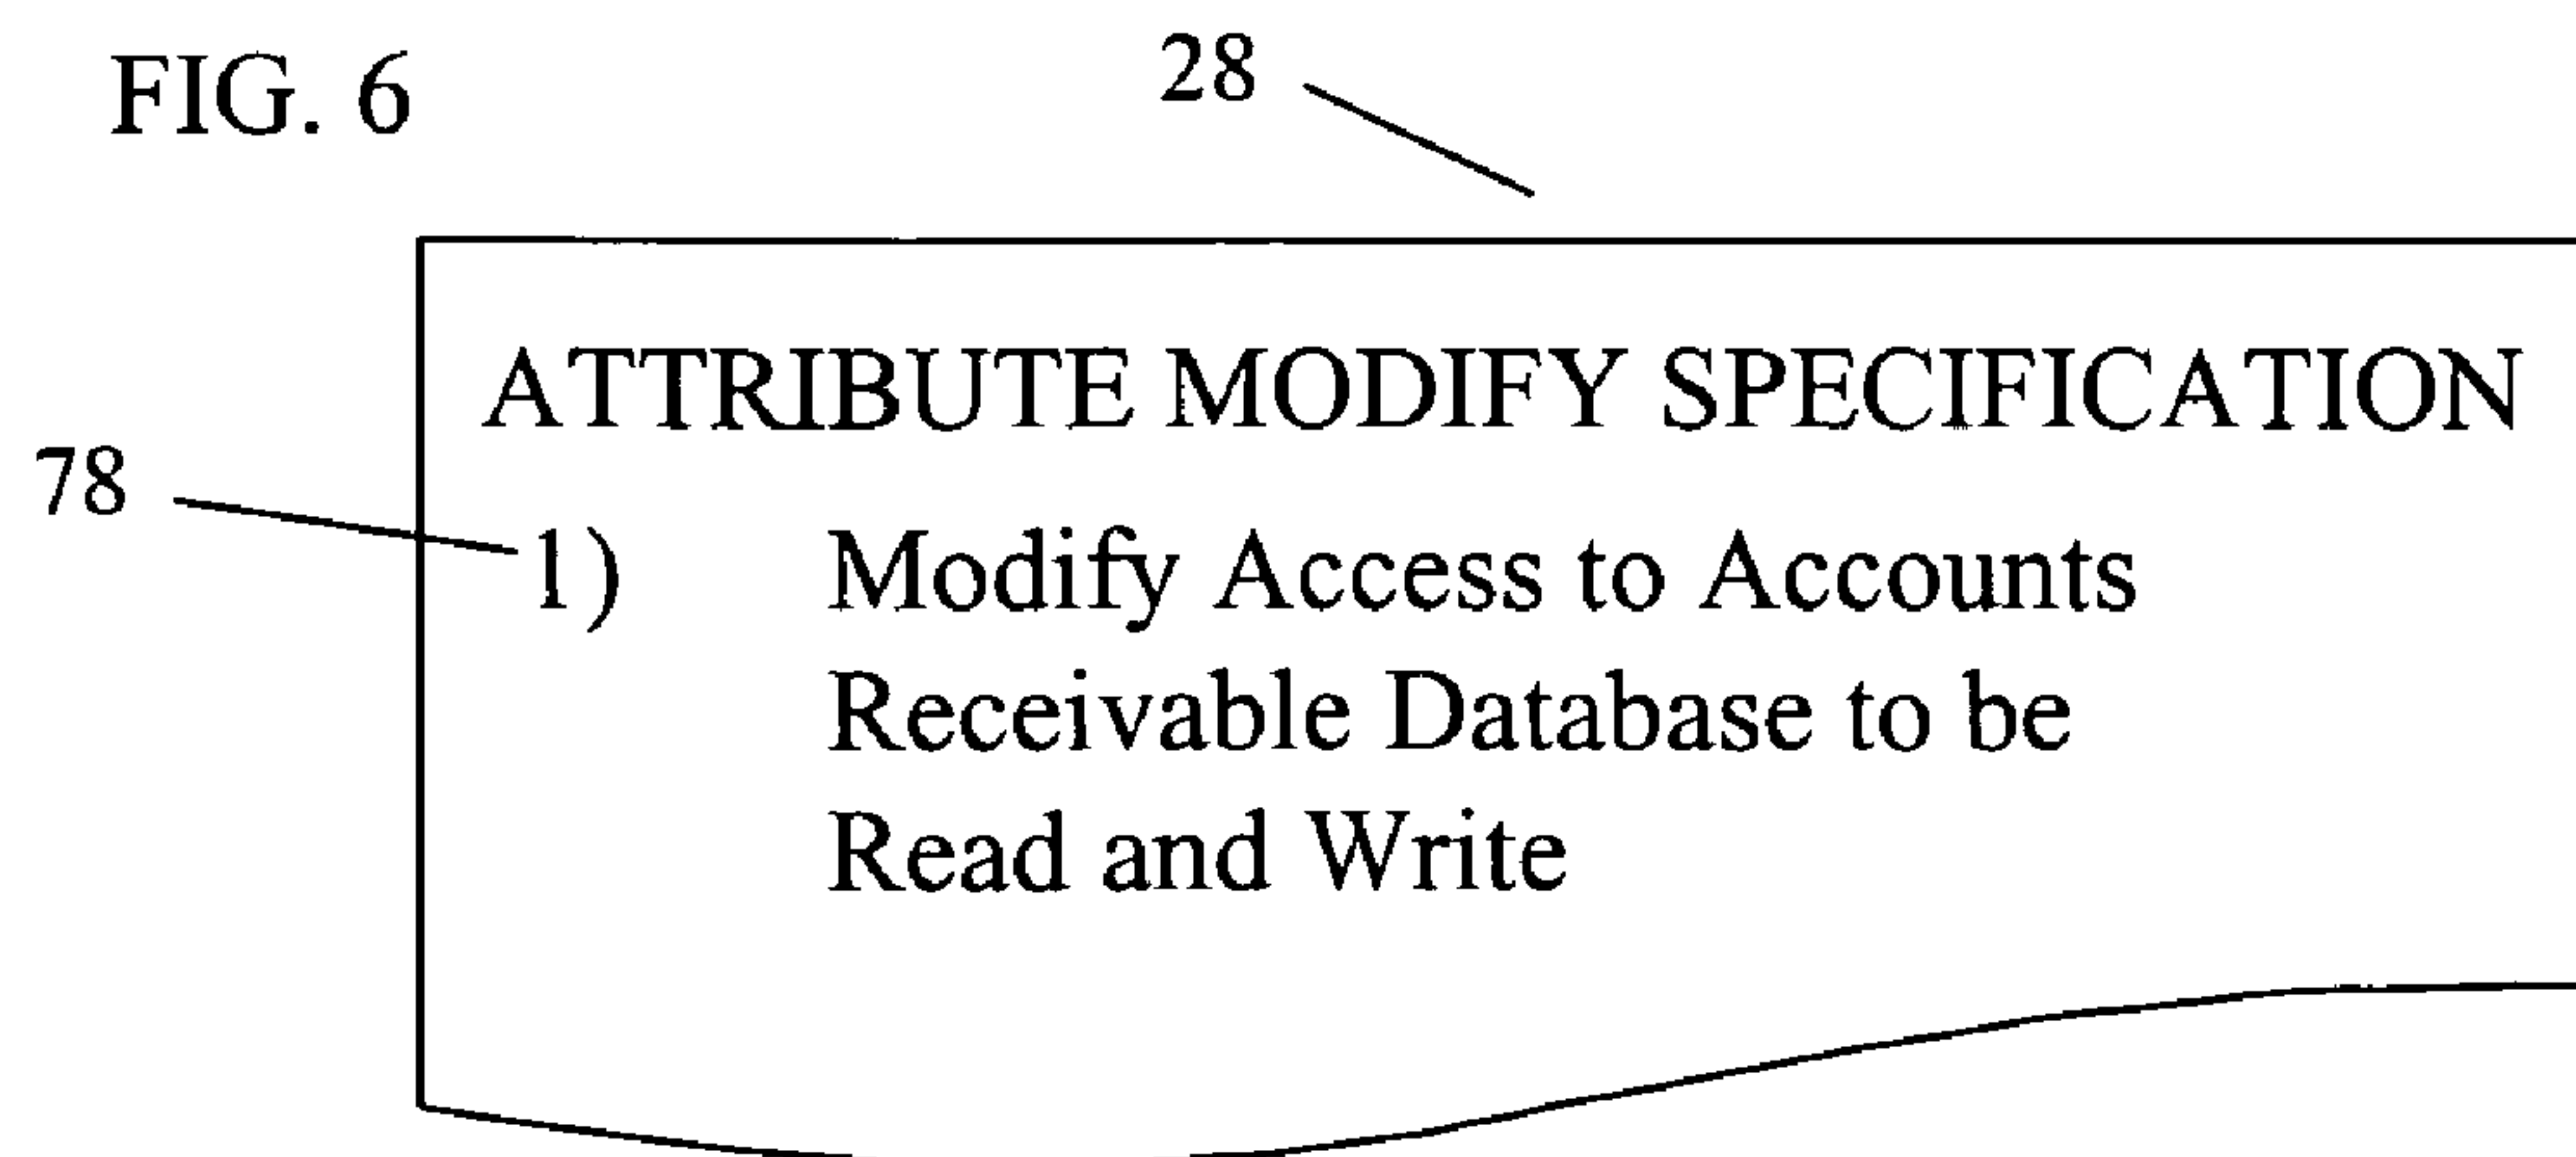 FIG. 6
28
ATTRIBUTE MODIFY SPECIFICATION
78
1) Modify Access to Accounts
Receivable Database to be
Read and Write